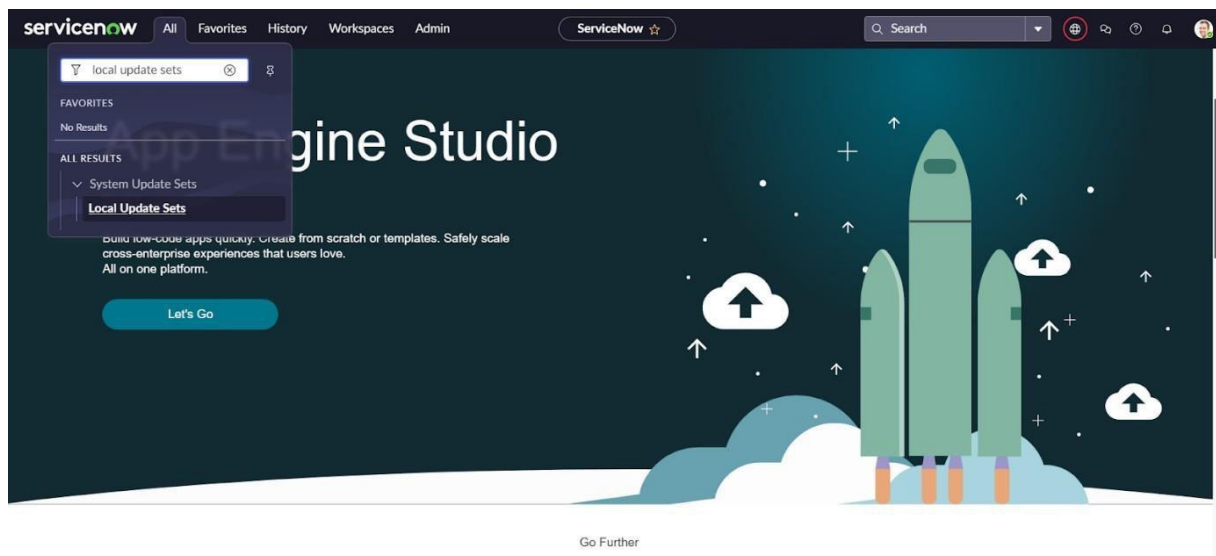 servicenow All Favorites History Workspaces Admin ServiceNow Search
local update sets
FAVORITES
No Results
App Engine Studio
ALL RESULTS
System Update Sets
Local Update Sets
Build low-code apps quickly. Create from scratch or templates. Safely scale
cross-enterprise experiences that users love.
All on one platform.
Let's Go
Go Further